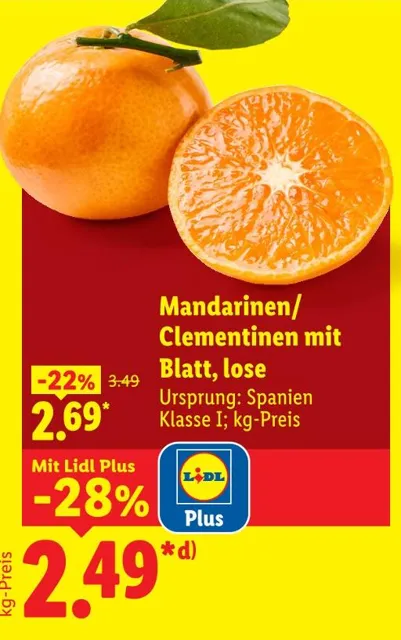 Mandarinen/
Clementinen mit
Blatt, lose
Ursprung: Spanien
Klasse I; kg-Preis
-22% 3.49
2.69*
Mit Lidl Plus
-28%
LIDL
Plus
kg-Preis
2.49*d)